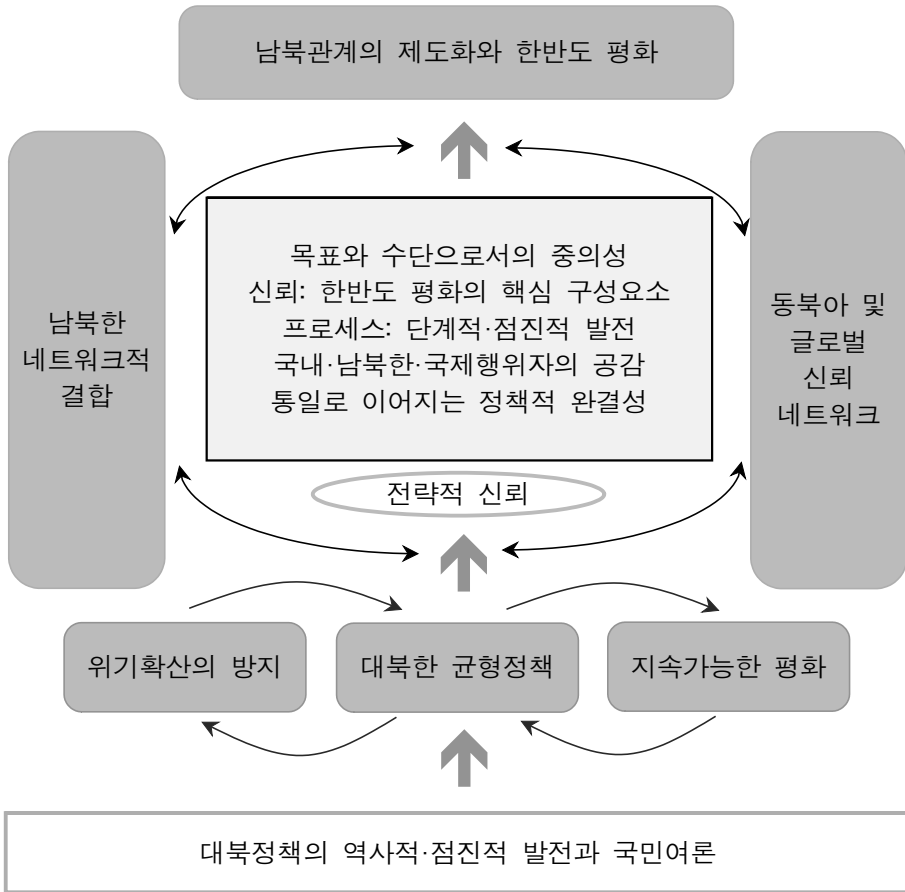 남북관계의 제도화와 한반도 평화
남북한
네트워크적
결합
목표와 수단으로서의 중의성
신뢰: 한반도 평화의 핵심 구성요소
프로세스: 단계적·점진적 발전
국내·남북한·국제행위자의 공감
통일로 이어지는 정책적 완결성
동북아 및
글로벌
신뢰
네트워크
전략적 신뢰
위기확산의 방지
대북한 균형정책
지속가능한 평화
대북정책의 역사적·점진적 발전과 국민여론